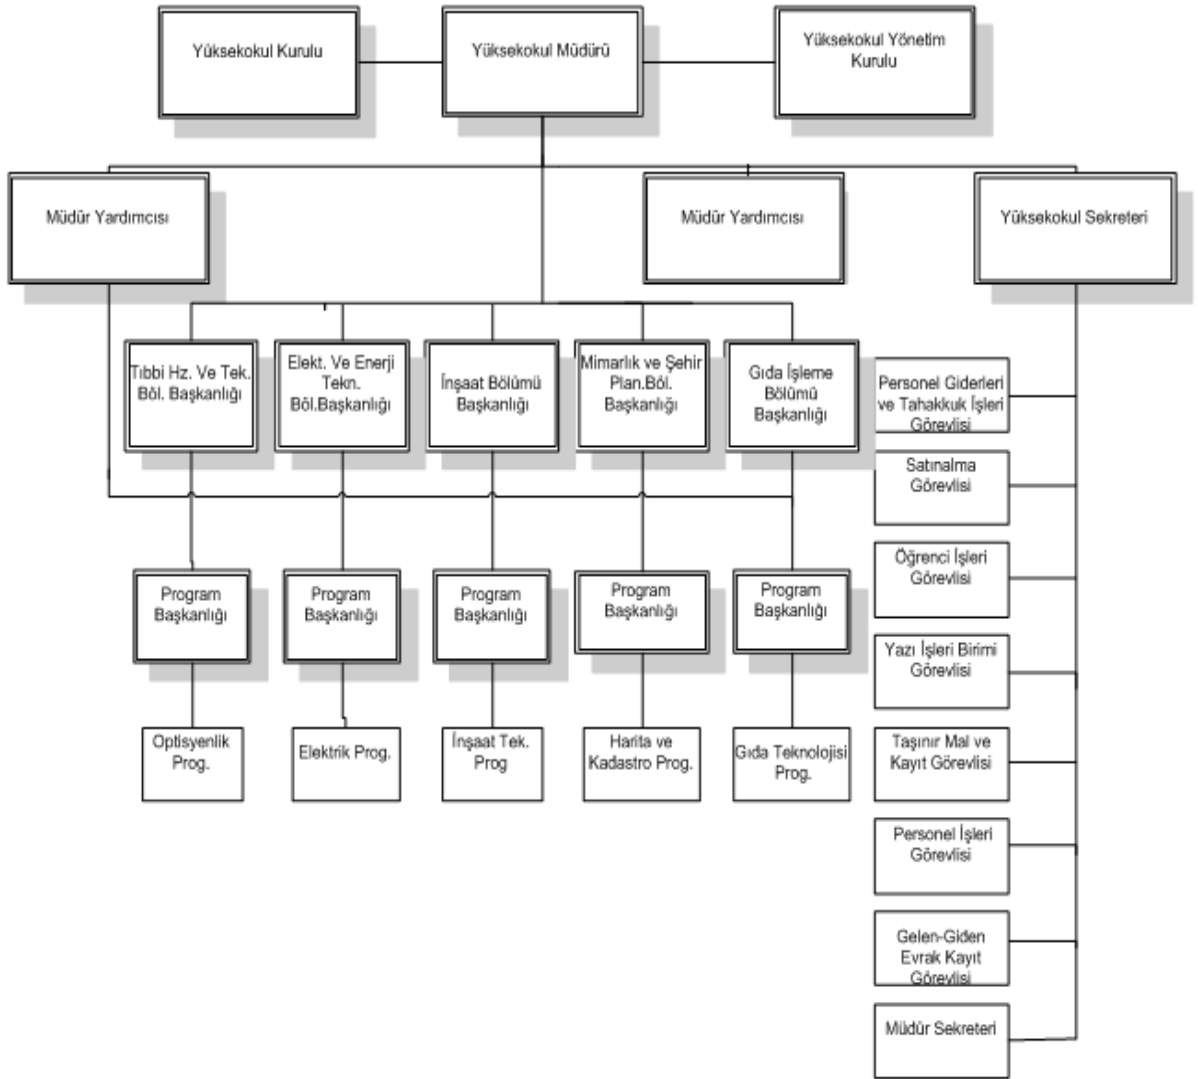 Yüksekokul Kurulu
Yüksekokul Müdürü
Yüksekokul Yönetim
Kurulu
Müdür Yardımcısı
Müdür Yardımcısı
Yüksekokul Sekreteri
Tıbbi Hz. Ve Tek.
Böl. Başkanlığı
Elekt. Ve Enerji
Tekn.
Böl.Başkanlığı
İnşaat Bölümü
Başkanlığı
Mimarlık ve Şehir
Plan.Böl.
Başkanlığı
Gıda İşleme
Bölümü
Başkanlığı
Personel Giderleri
ve Tahakkuk İşleri
Görevlisi
Satınalma
Görevlisi
Öğrenci İşleri
Görevlisi
Yazı İşleri Birimi
Görevlisi
Taşınır Mal ve
Kayıt Görevlisi
Personel İşleri
Görevlisi
Gelen-Giden
Evrak Kayıt
Görevlisi
Müdür Sekreteri
Program
Başkanlığı
Program
Başkanlığı
Program
Başkanlığı
Program
Başkanlığı
Program
Başkanlığı
Optisyenlik
Prog.
Elektrik Prog.
İnşaat Tek.
Prog
Harita ve
Kadastro Prog.
Gıda Teknolojisi
Prog.